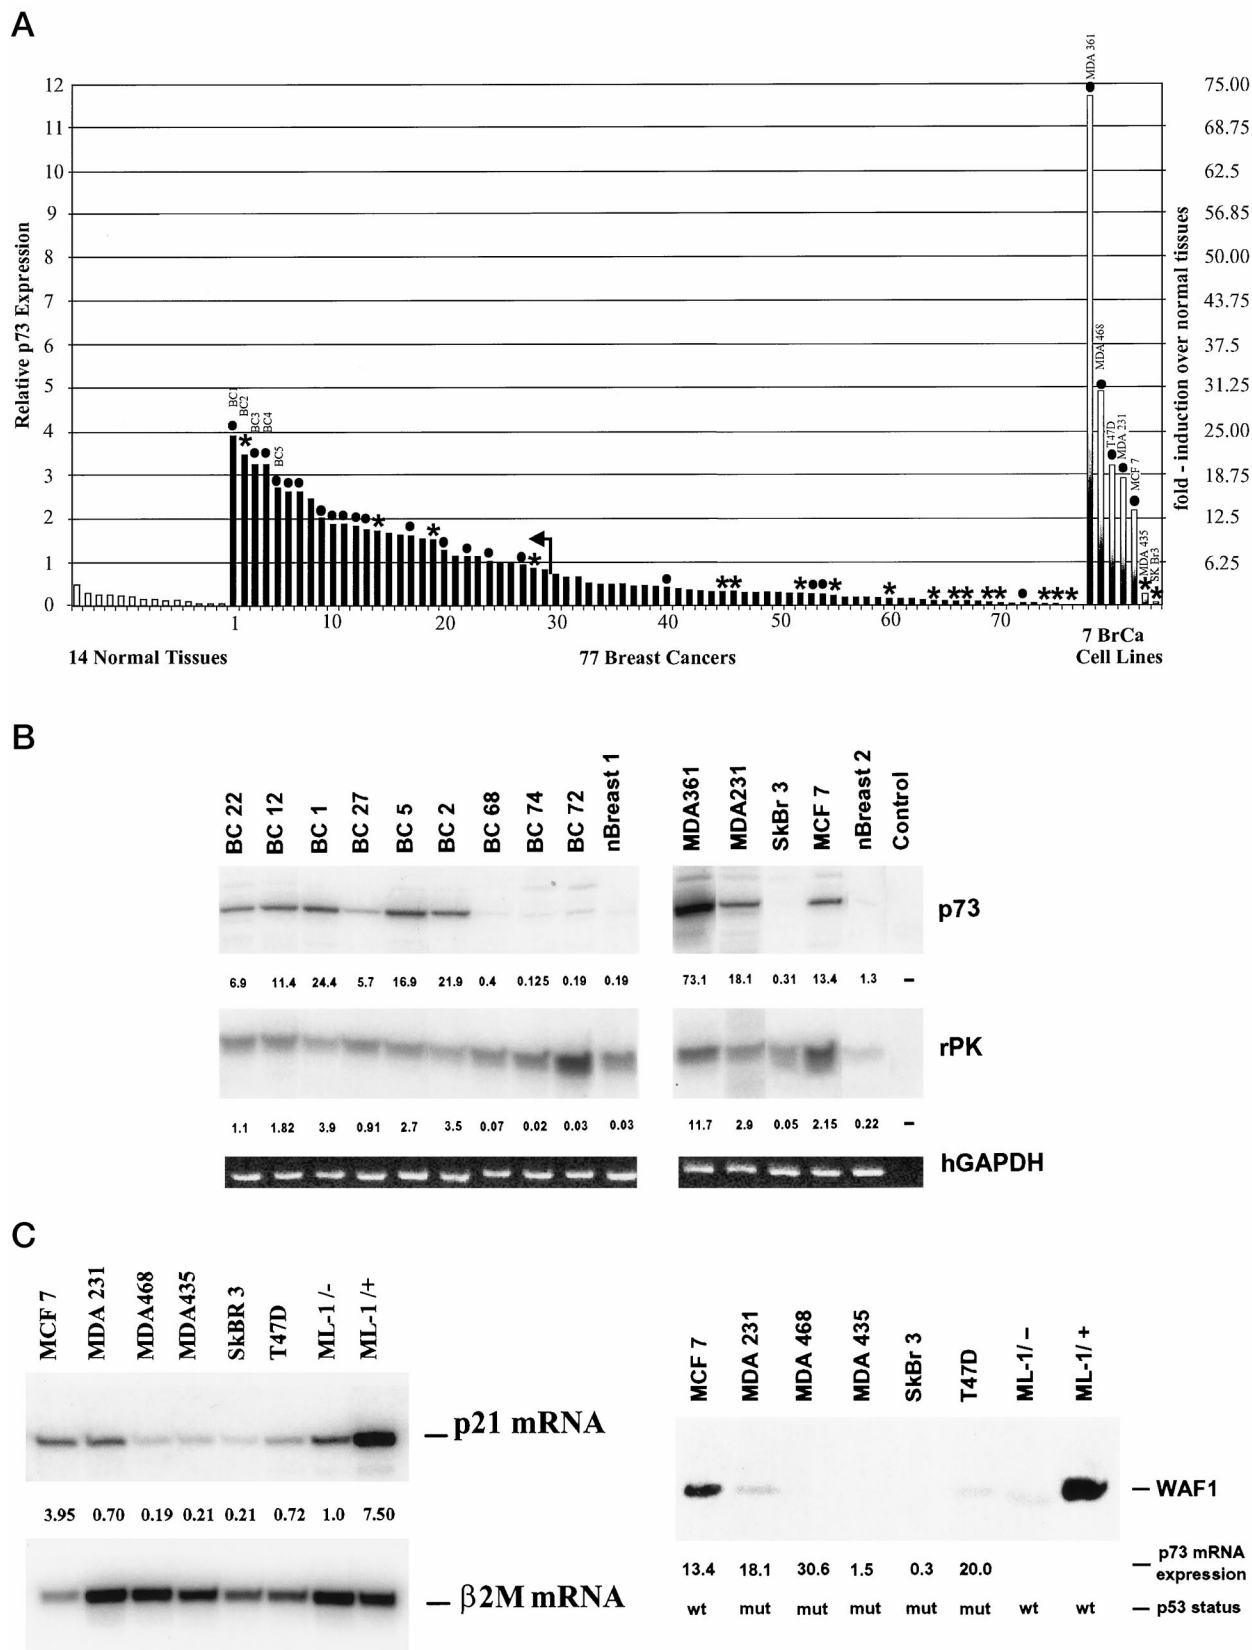 A
MDA 361
12 75.00
11 68.75
10 62.5
9 56.85
8 50.00
7 43.75
6 37.5
5 31.25
4 25.00
3 18.75
2 12.5
1 6.25
0
Relative p73 Expression
fold - induction over normal tissues
BC1
BC2
BC3
BC4
BC5
MDA 468
T47D
MDA 231
MCF 7
MDA 435
SK Br3
1 10 20 30 40 50 60 70
14 Normal Tissues
77 Breast Cancers
7 BrCa
Cell Lines
B
BC 22 BC 12 BC 1 BC 27 BC 5 BC 2 BC 68 BC 74 BC 72 nBreast 1 MDA361 MDA231 SkBr 3 MCF 7 nBreast 2 Control
p73
6.9 11.4 24.4 5.7 16.9 21.9 0.4 0.125 0.19 0.19 73.1 18.1 0.31 13.4 1.3 –
rPK
1.1 1.82 3.9 0.91 2.7 3.5 0.07 0.02 0.03 0.03 11.7 2.9 0.05 2.15 0.22 –
hGAPDH
C
MCF 7 MDA 231 MDA468 MDA435 SkBR 3 T47D ML-1 /- ML-1 /+
p21 mRNA
3.95 0.70 0.19 0.21 0.21 0.72 1.0 7.50
β2M mRNA
MCF 7 MDA 231 MDA 468 MDA 435 SkBr 3 T47D ML-1/ – ML-1/ +
WAF1
13.4 18.1 30.6 1.5 0.3 20.0 p73 mRNA
expression
wt mut mut mut mut mut wt wt p53 status